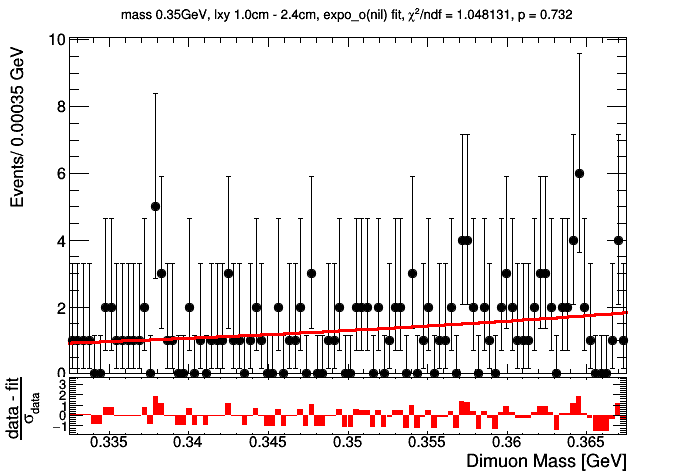 mass 0.35GeV, lxy 1.0cm - 2.4cm, expo_o(nil) fit, χ²/ndf = 1.048131, p = 0.732
Events/ 0.00035 GeV
10
8
6
4
2
0
data - fit
σdata
3
2
1
0
−1
0.335 0.34 0.345 0.35 0.355 0.36 0.365
Dimuon Mass [GeV]